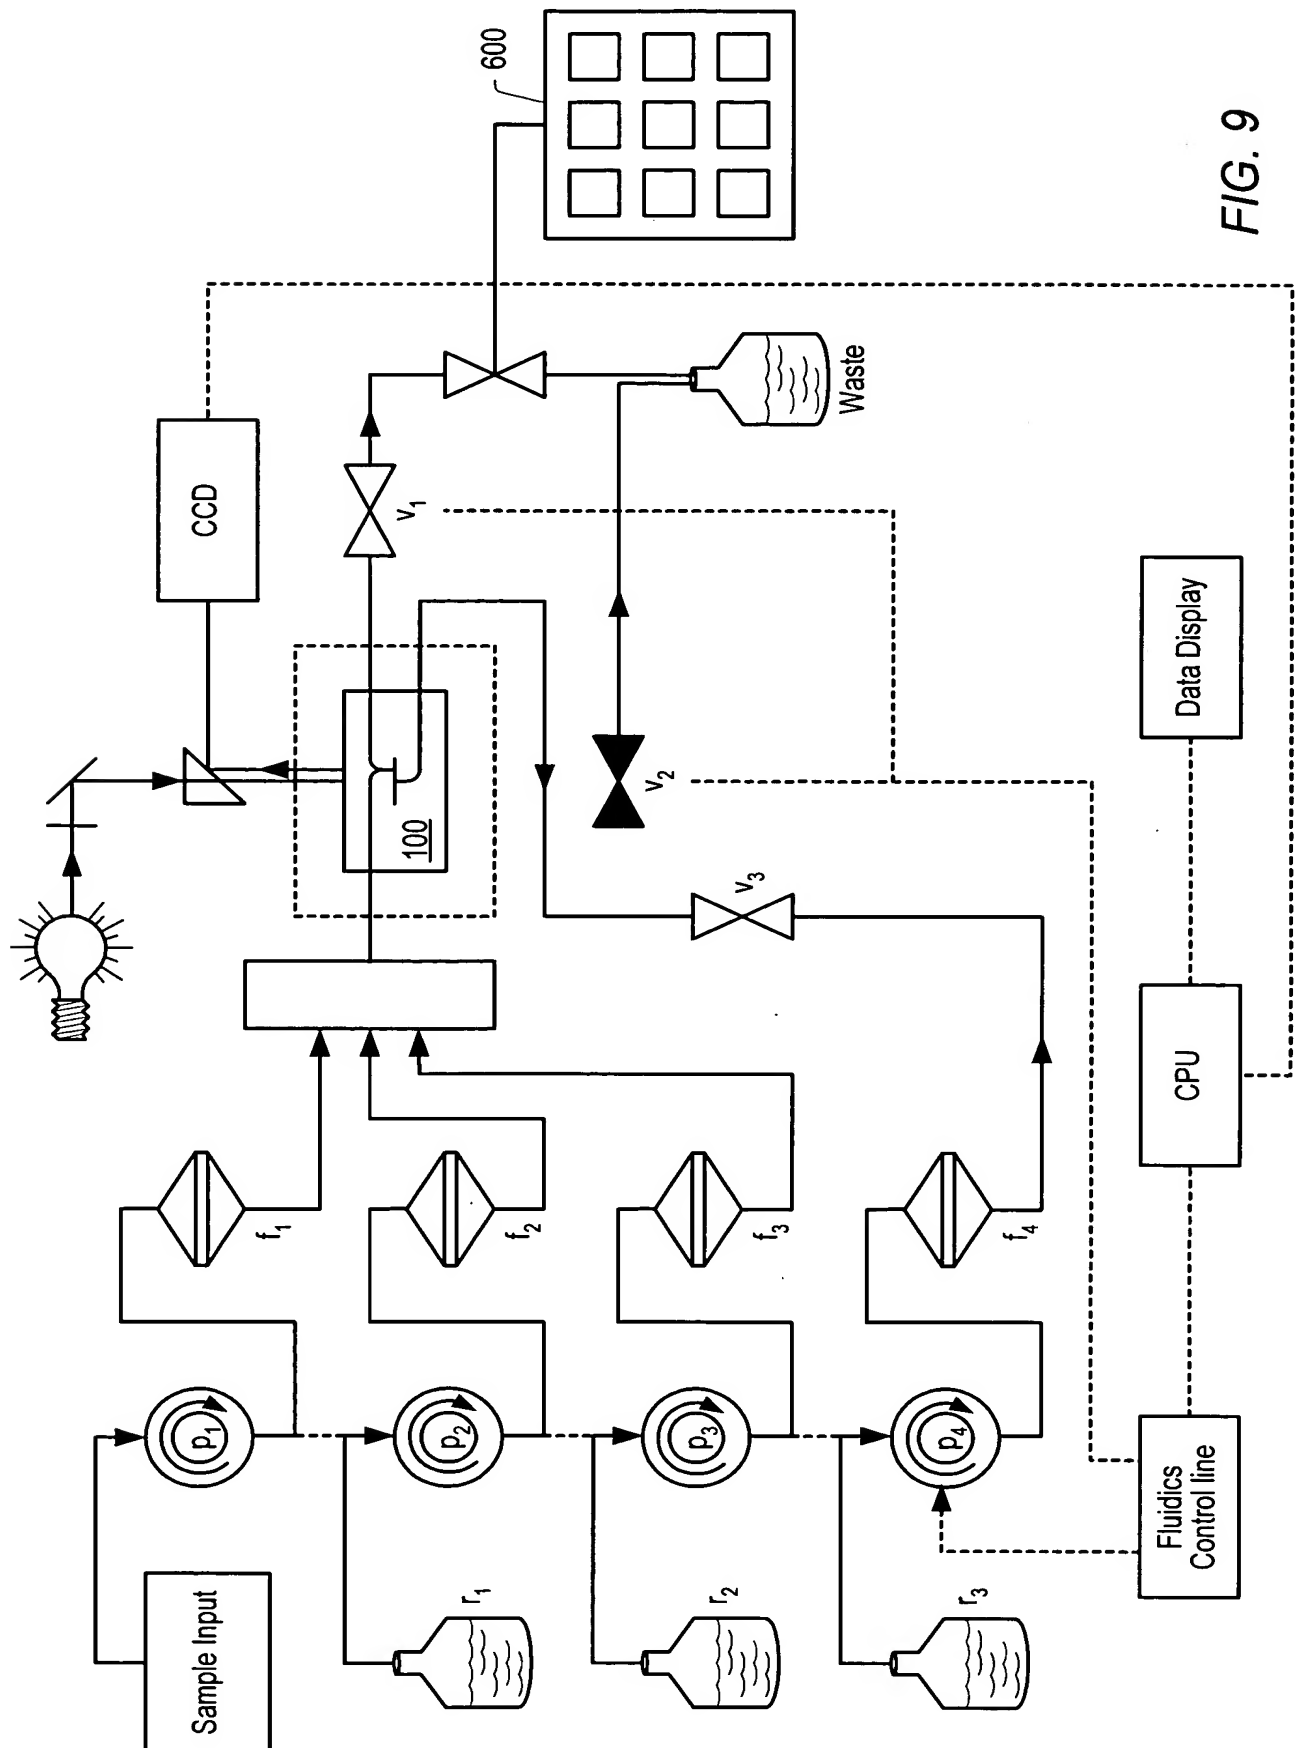 600
CCD
v1
100
Waste
v2
v3
f1
f2
f3
f4
p1
p2
p3
p4
Sample Input
r1
r2
r3
Fluidics
Control line
CPU
Data Display
FIG. 9